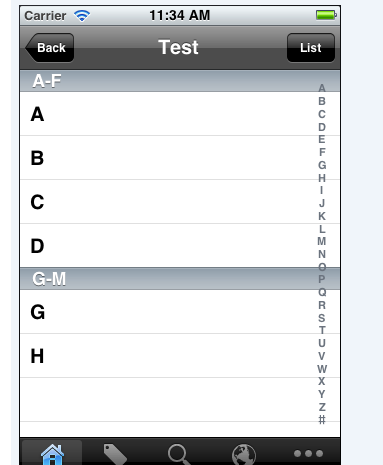 Carrier 11:34 AM
Back Test List
A-F
A
B
C
D
G-M
G
H
A
B
C
D
E
F
G
H
I
J
K
L
M
N
O
P
Q
R
S
T
U
V
W
X
Y
Z
#